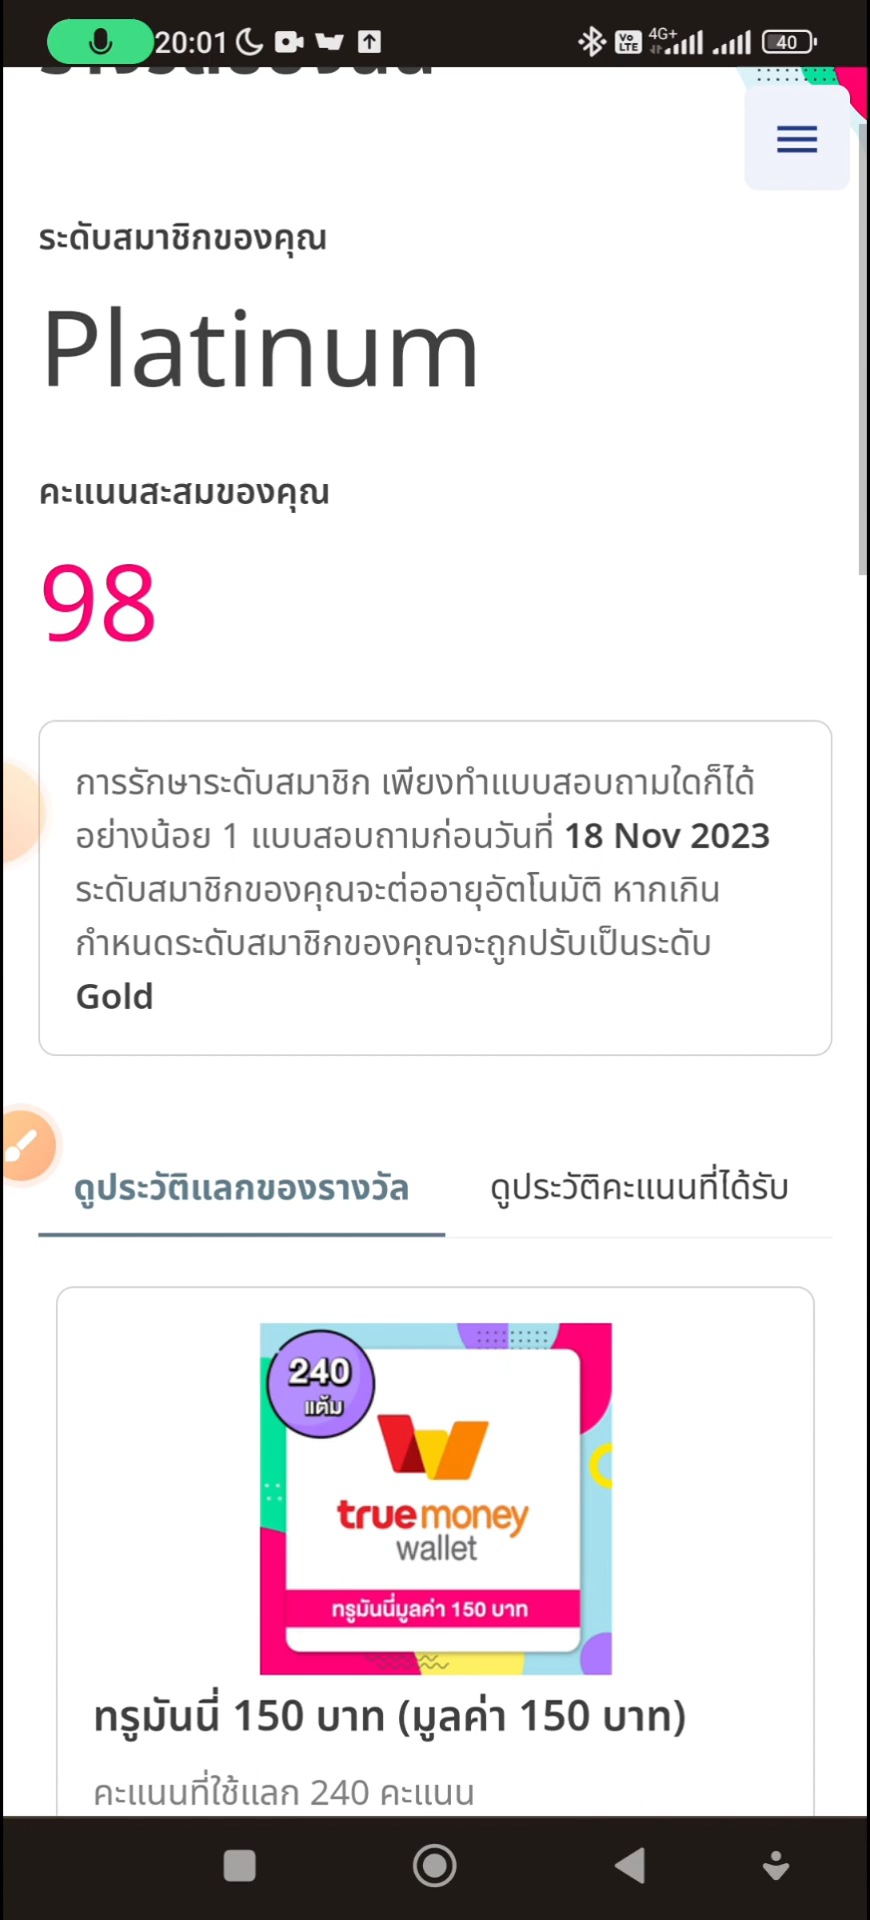 20:01
4G+
VO
LTE
40
ระดับสมาชิกของคุณ
Platinum
คะแนนสะสมของคุณ
98
การรักษาระดับสมาชิก เพียงทำแบบสอบถามใดก็ได้
อย่างน้อย 1 แบบสอบถามก่อนวันที่ 18 Nov 2023
ระดับสมาชิกของคุณจะต่ออายุอัตโนมัติ หากเกิน
กำหนดระดับสมาชิกของคุณจะถูกปรับเป็นระดับ
Gold
ดูประวัติแลกของรางวัล
ดูประวัติคะแนนที่ได้รับ
240
แต้ม
truemoney
wallet
ทรูมันนี่มูลค่า 150 บาท
ทรูมันนี่ 150 บาท (มูลค่า 150 บาท)
คะแนนที่ใช้แลก 240 คะแนน